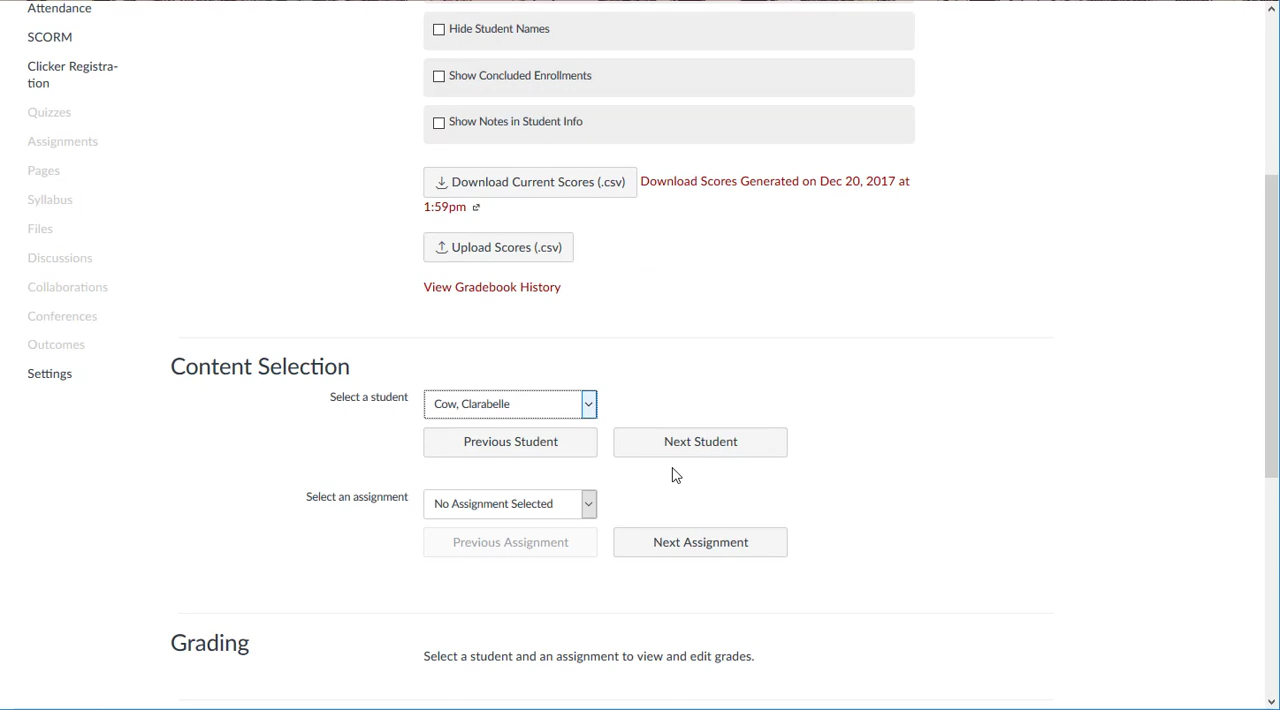 Attendance
SCORM
Clicker Registra-
tion
Quizzes
Assignments
Pages
Syllabus
Files
Discussions
Collaborations
Conferences
Outcomes
Settings
Hide Student Names
Show Concluded Enrollments
Show Notes in Student Info
Download Current Scores (.csv) Download Scores Generated on Dec 20, 2017 at
1:59pm
Upload Scores (.csv)
View Gradebook History
Content Selection
Select a student Cow, Clarabelle
Previous Student Next Student
Select an assignment No Assignment Selected
Previous Assignment Next Assignment
Grading
Select a student and an assignment to view and edit grades.